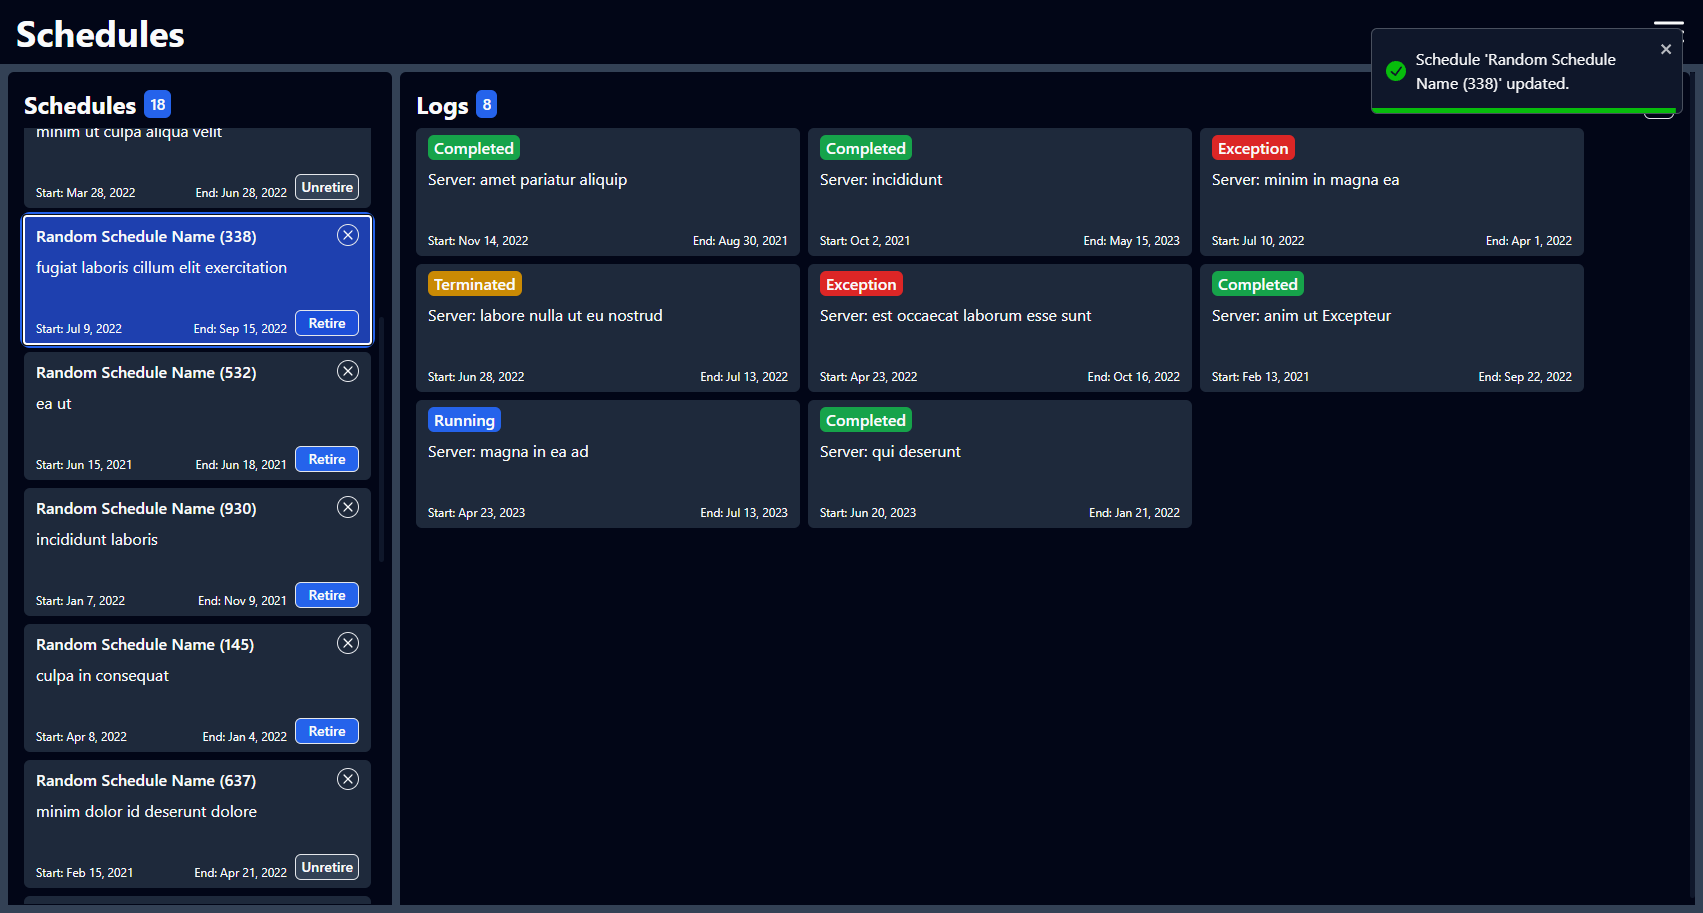 Schedules
Schedule 'Random Schedule
Name (338)' updated.
Schedules 18
minim ut culpa aliqua velit
Start: Mar 28, 2022 End: Jun 28, 2022 Unretire
Random Schedule Name (338)
fugiat laboris cillum elit exercitation
Start: Jul 9, 2022 End: Sep 15, 2022 Retire
Random Schedule Name (532)
ea ut
Start: Jun 15, 2021 End: Jun 18, 2021 Retire
Random Schedule Name (930)
incididunt laboris
Start: Jan 7, 2022 End: Nov 9, 2021 Retire
Random Schedule Name (145)
culpa in consequat
Start: Apr 8, 2022 End: Jan 4, 2022 Retire
Random Schedule Name (637)
minim dolor id deserunt dolore
Start: Feb 15, 2021 End: Apr 21, 2022 Unretire
Logs 8
Completed
Server: amet pariatur aliquip
Start: Nov 14, 2022 End: Aug 30, 2021
Completed
Server: incididunt
Start: Oct 2, 2021 End: May 15, 2023
Exception
Server: minim in magna ea
Start: Jul 10, 2022 End: Apr 1, 2022
Terminated
Server: labore nulla ut eu nostrud
Start: Jun 28, 2022 End: Jul 13, 2022
Exception
Server: est occaecat laborum esse sunt
Start: Apr 23, 2022 End: Oct 16, 2022
Completed
Server: anim ut Excepteur
Start: Feb 13, 2021 End: Sep 22, 2022
Running
Server: magna in ea ad
Start: Apr 23, 2023 End: Jul 13, 2023
Completed
Server: qui deserunt
Start: Jun 20, 2023 End: Jan 21, 2022